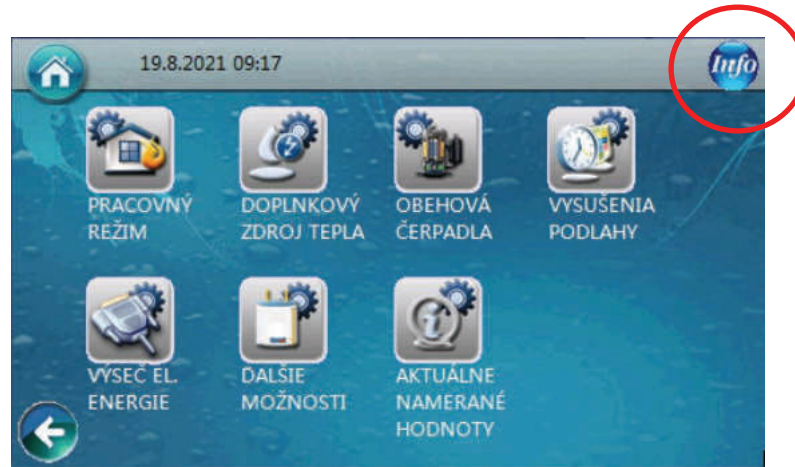 19.8.2021 09:17
Info
PRACOVNÝ
REŽIM
DOPLNKOVÝ
ZDROJ TEPLA
OBEHOVÁ
ČERPADLA
VYSUŠENIA
PODLAHY
VÝSEČ EL.
ENERGIE
ĎALŠIE
MOŽNOSTI
AKTUÁLNE
NAMERANÉ
HODNOTY